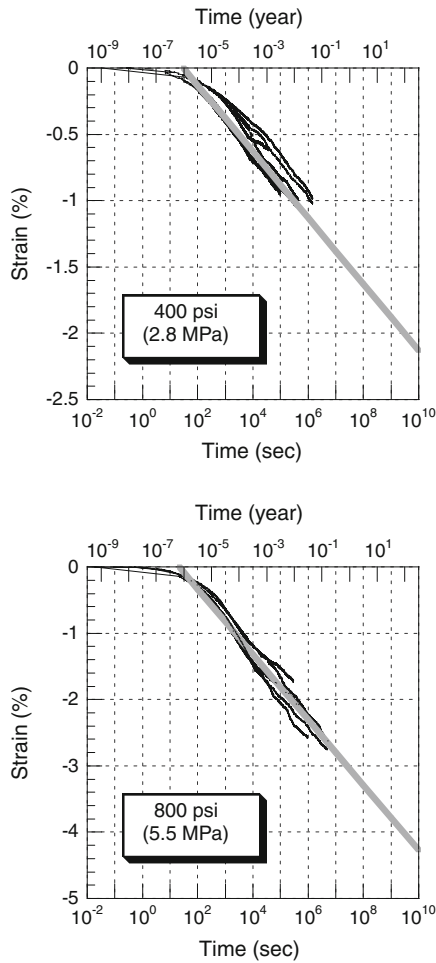 Time (year)
10⁻⁹ 10⁻⁷ 10⁻⁵ 10⁻³ 10⁻¹ 10¹
0
-0.5
-1
-1.5
-2
-2.5
Strain (%)
400 psi
(2.8 MPa)
10⁻² 10⁰ 10² 10⁴ 10⁶ 10⁸ 10¹⁰
Time (sec)
Time (year)
10⁻⁹ 10⁻⁷ 10⁻⁵ 10⁻³ 10⁻¹ 10¹
0
-1
-2
-3
-4
-5
Strain (%)
800 psi
(5.5 MPa)
10⁻² 10⁰ 10² 10⁴ 10⁶ 10⁸ 10¹⁰
Time (sec)